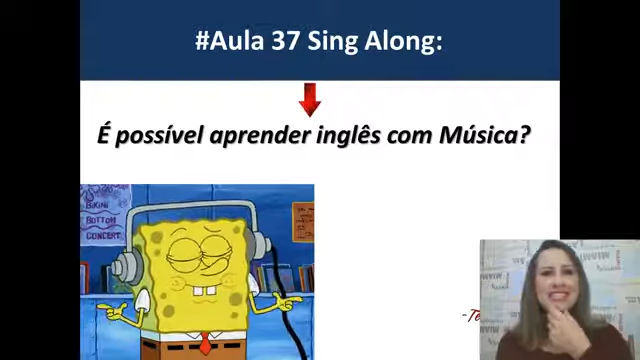 #Aula 37 Sing Along:
É possível aprender inglês com Música?
BIKINI
BOTTOM
CONCERT